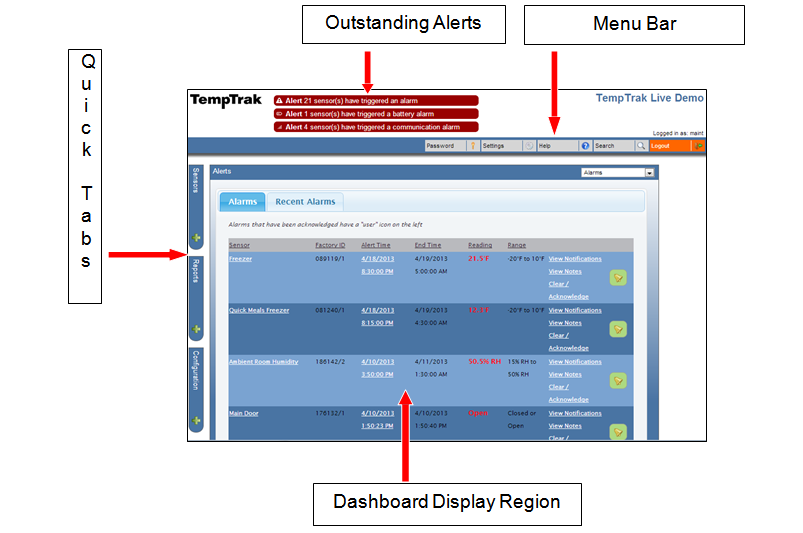 Outstanding Alerts
Menu Bar
Quick Tabs
TempTrak
Alert 21 sensor(s) have triggered an alarm
Alert 1 sensor(s) have triggered a battery alarm
Alert 4 sensor(s) have triggered a communication alarm
TempTrak Live Demo
Logged in as: maint
Password Settings Help Search Logout
Sensors
Reports
Configuration
Alerts Alarms
Alarms Recent Alarms
Alarms that have been acknowledged have a "user" icon on the left
Sensor Factory ID Alert Time End Time Reading Range
Freezer 089119/1 4/18/2013 4/19/2013 21.5°F -20°F to 10°F View Notifications
8:30:00 PM 5:00:00 AM View Notes
Clear /
Acknowledge
Quick Meals Freezer 081240/1 4/18/2013 4/19/2013 -20°F to 10°F View Notifications
8:15:00 PM 4:30:00 AM View Notes
Clear /
Acknowledge
Ambient Room Humidity 186142/2 4/10/2013 4/11/2013 50.5% RH 15% RH to View Notifications
3:50:00 PM 1:30:00 AM 50% RH View Notes
Clear /
Acknowledge
Main Door 176132/1 4/10/2013 4/10/2013 Open Closed or View Notifications
1:50:23 PM 1:50:40 PM Open View Notes
Clear /
Dashboard Display Region